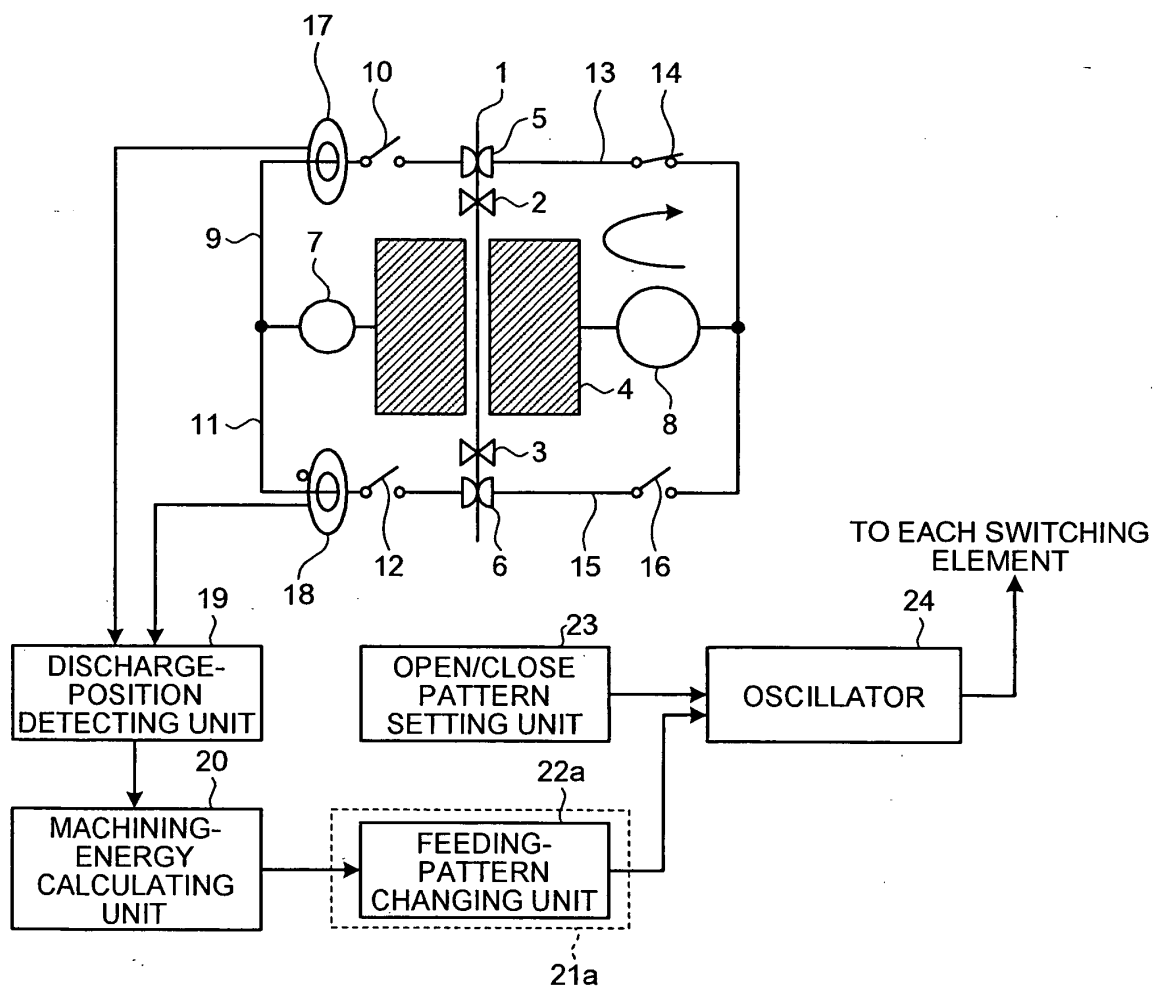 17
10
1
5
13
14
2
9
7
4
8
11
3
18
12
6
15
16
TO EACH SWITCHING
ELEMENT
19
23
24
DISCHARGE-
POSITION
DETECTING UNIT
OPEN/CLOSE
PATTERN
SETTING UNIT
OSCILLATOR
20
22a
MACHINING-
ENERGY
CALCULATING
UNIT
FEEDING-
PATTERN
CHANGING UNIT
21a